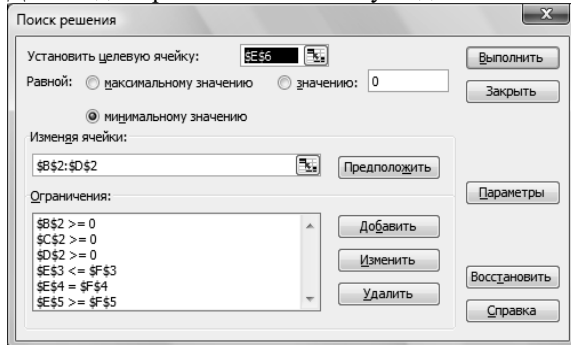 Поиск решения
Установить целевую ячейку: $E$6 Выполнить
Равной: максимальному значению значению: 0 Закрыть
минимальному значению
Изменяя ячейки:
$B$2:$D$2 Предположить
Ограничения: Параметры
$B$2 >= 0 Добавить
$C$2 >= 0
$D$2 >= 0 Изменить
$E$3 <= $F$3
$E$4 = $F$4 Удалить Восстановить
$E$5 >= $F$5 Справка